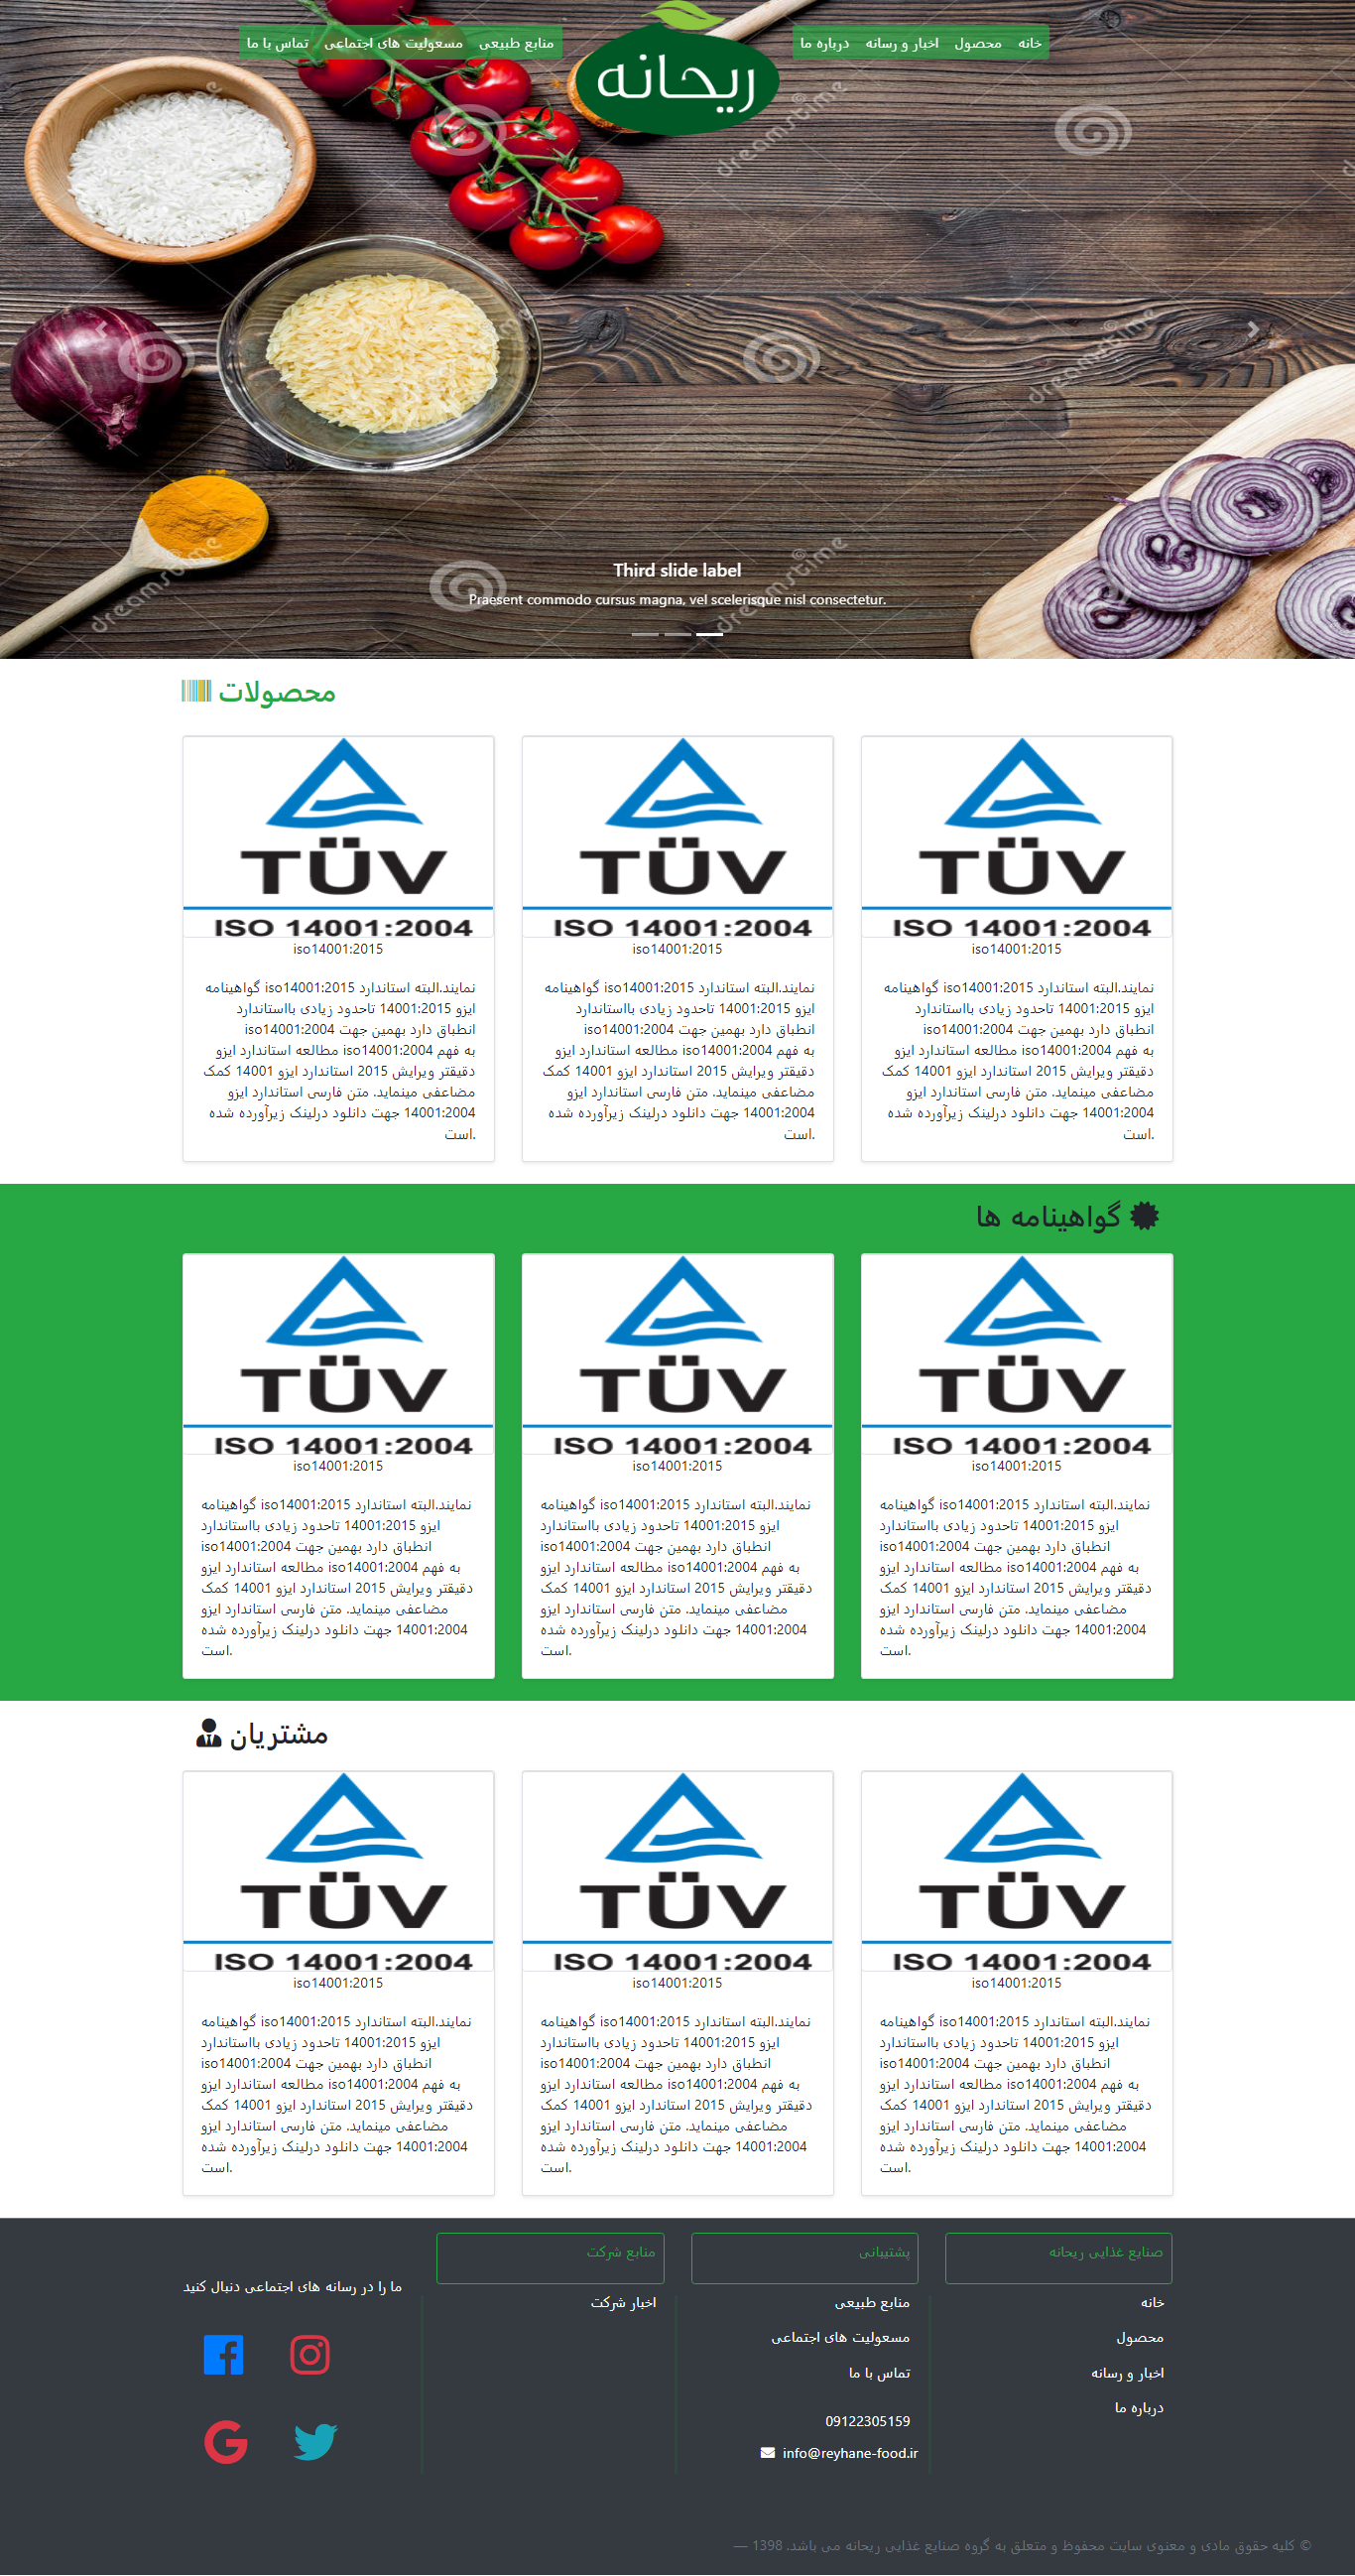 خانه محصول اخبار و رسانه درباره ما
ریحانه
منابع طبیعی مسعولیت های اجتماعی تماس با ما
dreamstime
dreamstime
dreamstime
dreamstime
dreamstime
Third slide label
Praesent commodo cursus magna, vel scelerisque nisl consectetur.
محصولات
TÜV
ISO 14001:2004
iso14001:2015
گواهینامه iso14001:2015 نمایند.البته استاندارد
ایزو 14001:2015 تاحدود زیادی بااستاندارد
iso14001:2004 انطباق دارد بهمین جهت
مطالعه استاندارد ایزو iso14001:2004 به فهم
دقیقتر ویرایش 2015 استاندارد ایزو 14001 کمک
مضاعفی مینماید. متن فارسی استاندارد ایزو
14001:2004 جهت دانلود درلینک زیرآورده شده
است.
TÜV
ISO 14001:2004
iso14001:2015
گواهینامه iso14001:2015 نمایند.البته استاندارد
ایزو 14001:2015 تاحدود زیادی بااستاندارد
iso14001:2004 انطباق دارد بهمین جهت
مطالعه استاندارد ایزو iso14001:2004 به فهم
دقیقتر ویرایش 2015 استاندارد ایزو 14001 کمک
مضاعفی مینماید. متن فارسی استاندارد ایزو
14001:2004 جهت دانلود درلینک زیرآورده شده
است.
TÜV
ISO 14001:2004
iso14001:2015
گواهینامه iso14001:2015 نمایند.البته استاندارد
ایزو 14001:2015 تاحدود زیادی بااستاندارد
iso14001:2004 انطباق دارد بهمین جهت
مطالعه استاندارد ایزو iso14001:2004 به فهم
دقیقتر ویرایش 2015 استاندارد ایزو 14001 کمک
مضاعفی مینماید. متن فارسی استاندارد ایزو
14001:2004 جهت دانلود درلینک زیرآورده شده
است.
گواهینامه ها
TÜV
ISO 14001:2004
iso14001:2015
گواهینامه iso14001:2015 نمایند.البته استاندارد
ایزو 14001:2015 تاحدود زیادی بااستاندارد
iso14001:2004 انطباق دارد بهمین جهت
مطالعه استاندارد ایزو iso14001:2004 به فهم
دقیقتر ویرایش 2015 استاندارد ایزو 14001 کمک
مضاعفی مینماید. متن فارسی استاندارد ایزو
14001:2004 جهت دانلود درلینک زیرآورده شده
است.
TÜV
ISO 14001:2004
iso14001:2015
گواهینامه iso14001:2015 نمایند.البته استاندارد
ایزو 14001:2015 تاحدود زیادی بااستاندارد
iso14001:2004 انطباق دارد بهمین جهت
مطالعه استاندارد ایزو iso14001:2004 به فهم
دقیقتر ویرایش 2015 استاندارد ایزو 14001 کمک
مضاعفی مینماید. متن فارسی استاندارد ایزو
14001:2004 جهت دانلود درلینک زیرآورده شده
است.
TÜV
ISO 14001:2004
iso14001:2015
گواهینامه iso14001:2015 نمایند.البته استاندارد
ایزو 14001:2015 تاحدود زیادی بااستاندارد
iso14001:2004 انطباق دارد بهمین جهت
مطالعه استاندارد ایزو iso14001:2004 به فهم
دقیقتر ویرایش 2015 استاندارد ایزو 14001 کمک
مضاعفی مینماید. متن فارسی استاندارد ایزو
14001:2004 جهت دانلود درلینک زیرآورده شده
است.
مشتریان
TÜV
ISO 14001:2004
iso14001:2015
گواهینامه iso14001:2015 نمایند.البته استاندارد
ایزو 14001:2015 تاحدود زیادی بااستاندارد
iso14001:2004 انطباق دارد بهمین جهت
مطالعه استاندارد ایزو iso14001:2004 به فهم
دقیقتر ویرایش 2015 استاندارد ایزو 14001 کمک
مضاعفی مینماید. متن فارسی استاندارد ایزو
14001:2004 جهت دانلود درلینک زیرآورده شده
است.
TÜV
ISO 14001:2004
iso14001:2015
گواهینامه iso14001:2015 نمایند.البته استاندارد
ایزو 14001:2015 تاحدود زیادی بااستاندارد
iso14001:2004 انطباق دارد بهمین جهت
مطالعه استاندارد ایزو iso14001:2004 به فهم
دقیقتر ویرایش 2015 استاندارد ایزو 14001 کمک
مضاعفی مینماید. متن فارسی استاندارد ایزو
14001:2004 جهت دانلود درلینک زیرآورده شده
است.
TÜV
ISO 14001:2004
iso14001:2015
گواهینامه iso14001:2015 نمایند.البته استاندارد
ایزو 14001:2015 تاحدود زیادی بااستاندارد
iso14001:2004 انطباق دارد بهمین جهت
مطالعه استاندارد ایزو iso14001:2004 به فهم
دقیقتر ویرایش 2015 استاندارد ایزو 14001 کمک
مضاعفی مینماید. متن فارسی استاندارد ایزو
14001:2004 جهت دانلود درلینک زیرآورده شده
است.
صنایع غذایی ریحانه
خانه
محصول
اخبار و رسانه
درباره ما
پشتیبانی
منابع طبیعی
مسعولیت های اجتماعی
تماس با ما
09122305159
info@reyhane-food.ir
منابع شرکت
اخبار شرکت
ما را در رسانه های اجتماعی دنبال کنید
© کلیه حقوق مادی و معنوی سایت محفوظ و متعلق به گروه صنایع غذایی ریحانه می باشد. 1398 —